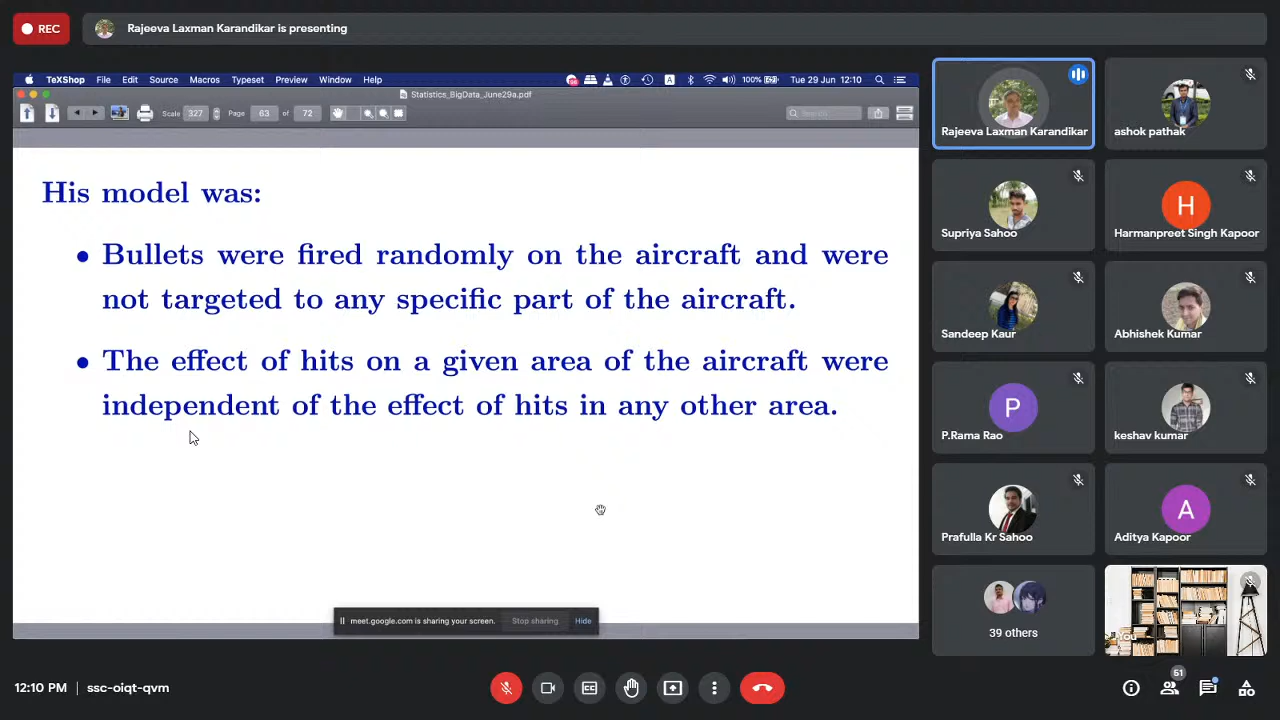 REC
Rajeeva Laxman Karandikar is presenting
TeXShop File Edit Source Macros Typeset Preview Window Help
A 100% Tue 29 Jun 12:10
Statistics_BigData_June29a.pdf
Scale 327 Page 63 of 72 Search
His model was:
• Bullets were fired randomly on the aircraft and were
not targeted to any specific part of the aircraft.
• The effect of hits on a given area of the aircraft were
independent of the effect of hits in any other area.
meet.google.com is sharing your screen. Stop sharing Hide
Rajeeva Laxman Karandikar
ashok pathak
Supriya Sahoo
H
Harmanpreet Singh Kapoor
Sandeep Kaur
Abhishek Kumar
P
P.Rama Rao
keshav kumar
Prafulla Kr Sahoo
A
Aditya Kapoor
39 others
You
12:10 PM | ssc-oiqt-qvm
51